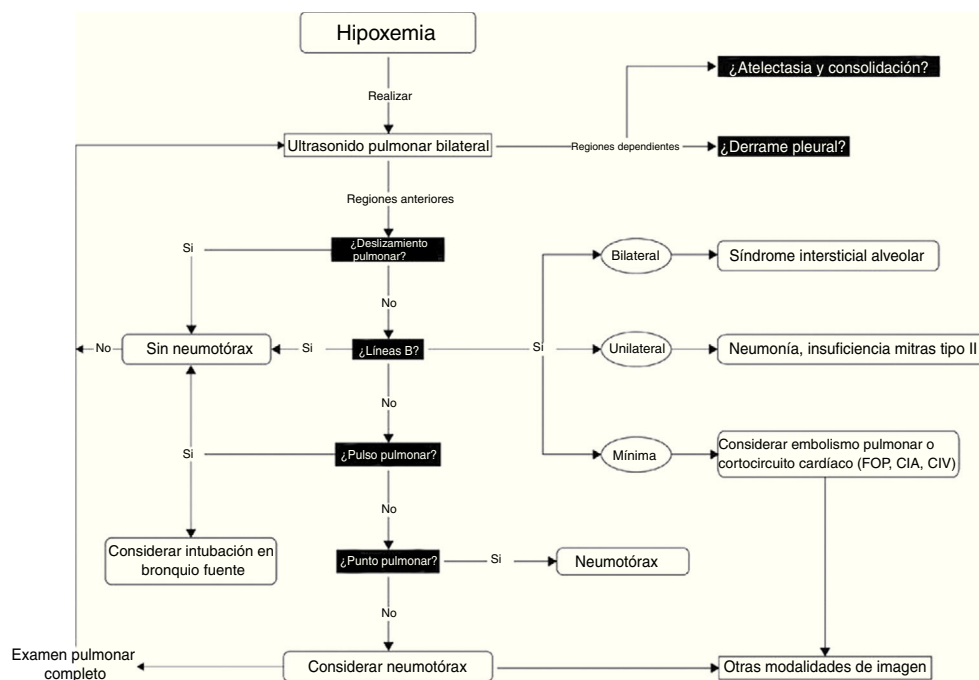 Hipoxemia
Realizar
Ultrasonido pulmonar bilateral
Regiones dependientes
¿Atelectasia y consolidación?
¿Derrame pleural?
Regiones anteriores
¿Deslizamiento
pulmonar?
Si
No
¿Líneas B?
Si
Sin neumotórax
No
Si
Bilateral
Síndrome intersticial alveolar
Unilateral
Neumonía, insuficiencia mitras tipo II
Mínima
Considerar embolismo pulmonar o
cortocircuito cardíaco (FOP, CIA, CIV)
No
¿Pulso pulmonar?
Si
Considerar intubación en
bronquio fuente
No
¿Punto pulmonar?
Si
Neumotórax
No
Considerar neumotórax
Examen pulmonar
completo
Otras modalidades de imagen